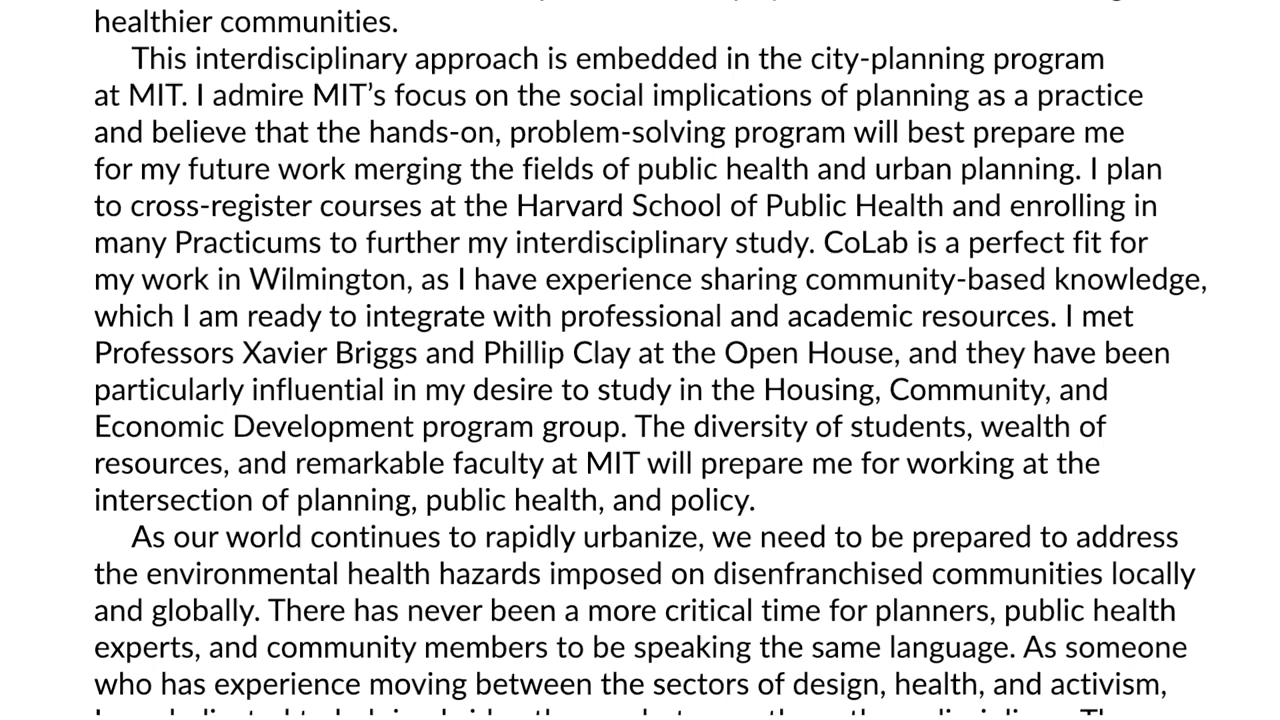 healthier communities.
This interdisciplinary approach is embedded in the city-planning program
at MIT. I admire MIT's focus on the social implications of planning as a practice
and believe that the hands-on, problem-solving program will best prepare me
for my future work merging the fields of public health and urban planning. I plan
to cross-register courses at the Harvard School of Public Health and enrolling in
many Practicums to further my interdisciplinary study. CoLab is a perfect fit for
my work in Wilmington, as I have experience sharing community-based knowledge,
which I am ready to integrate with professional and academic resources. I met
Professors Xavier Briggs and Phillip Clay at the Open House, and they have been
particularly influential in my desire to study in the Housing, Community, and
Economic Development program group. The diversity of students, wealth of
resources, and remarkable faculty at MIT will prepare me for working at the
intersection of planning, public health, and policy.
As our world continues to rapidly urbanize, we need to be prepared to address
the environmental health hazards imposed on disenfranchised communities locally
and globally. There has never been a more critical time for planners, public health
experts, and community members to be speaking the same language. As someone
who has experience moving between the sectors of design, health, and activism,